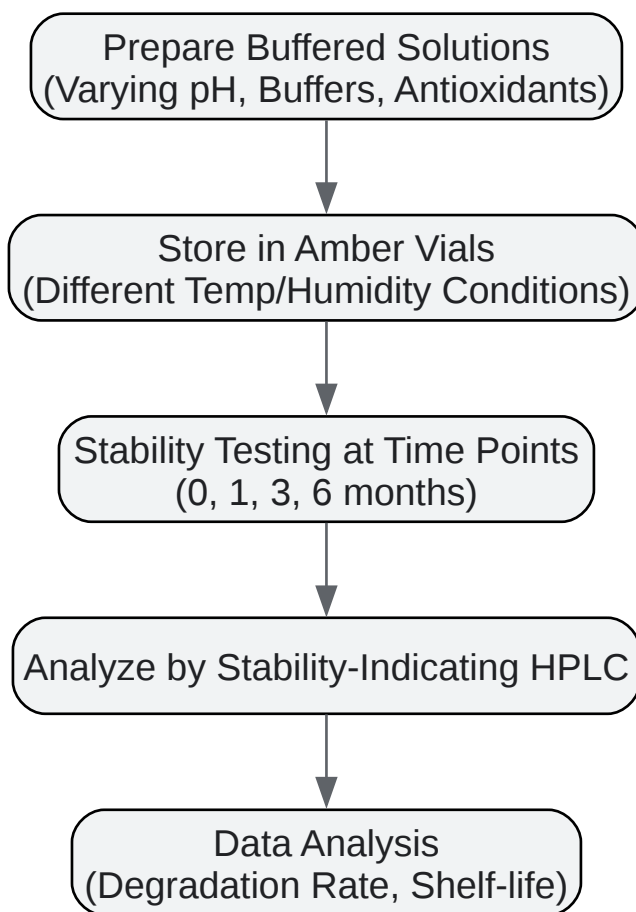 Prepare Buffered Solutions
(Varying pH, Buffers, Antioxidants)
Store in Amber Vials
(Different Temp/Humidity Conditions)
Stability Testing at Time Points
(0, 1, 3, 6 months)
Analyze by Stability-Indicating HPLC
Data Analysis
(Degradation Rate, Shelf-life)